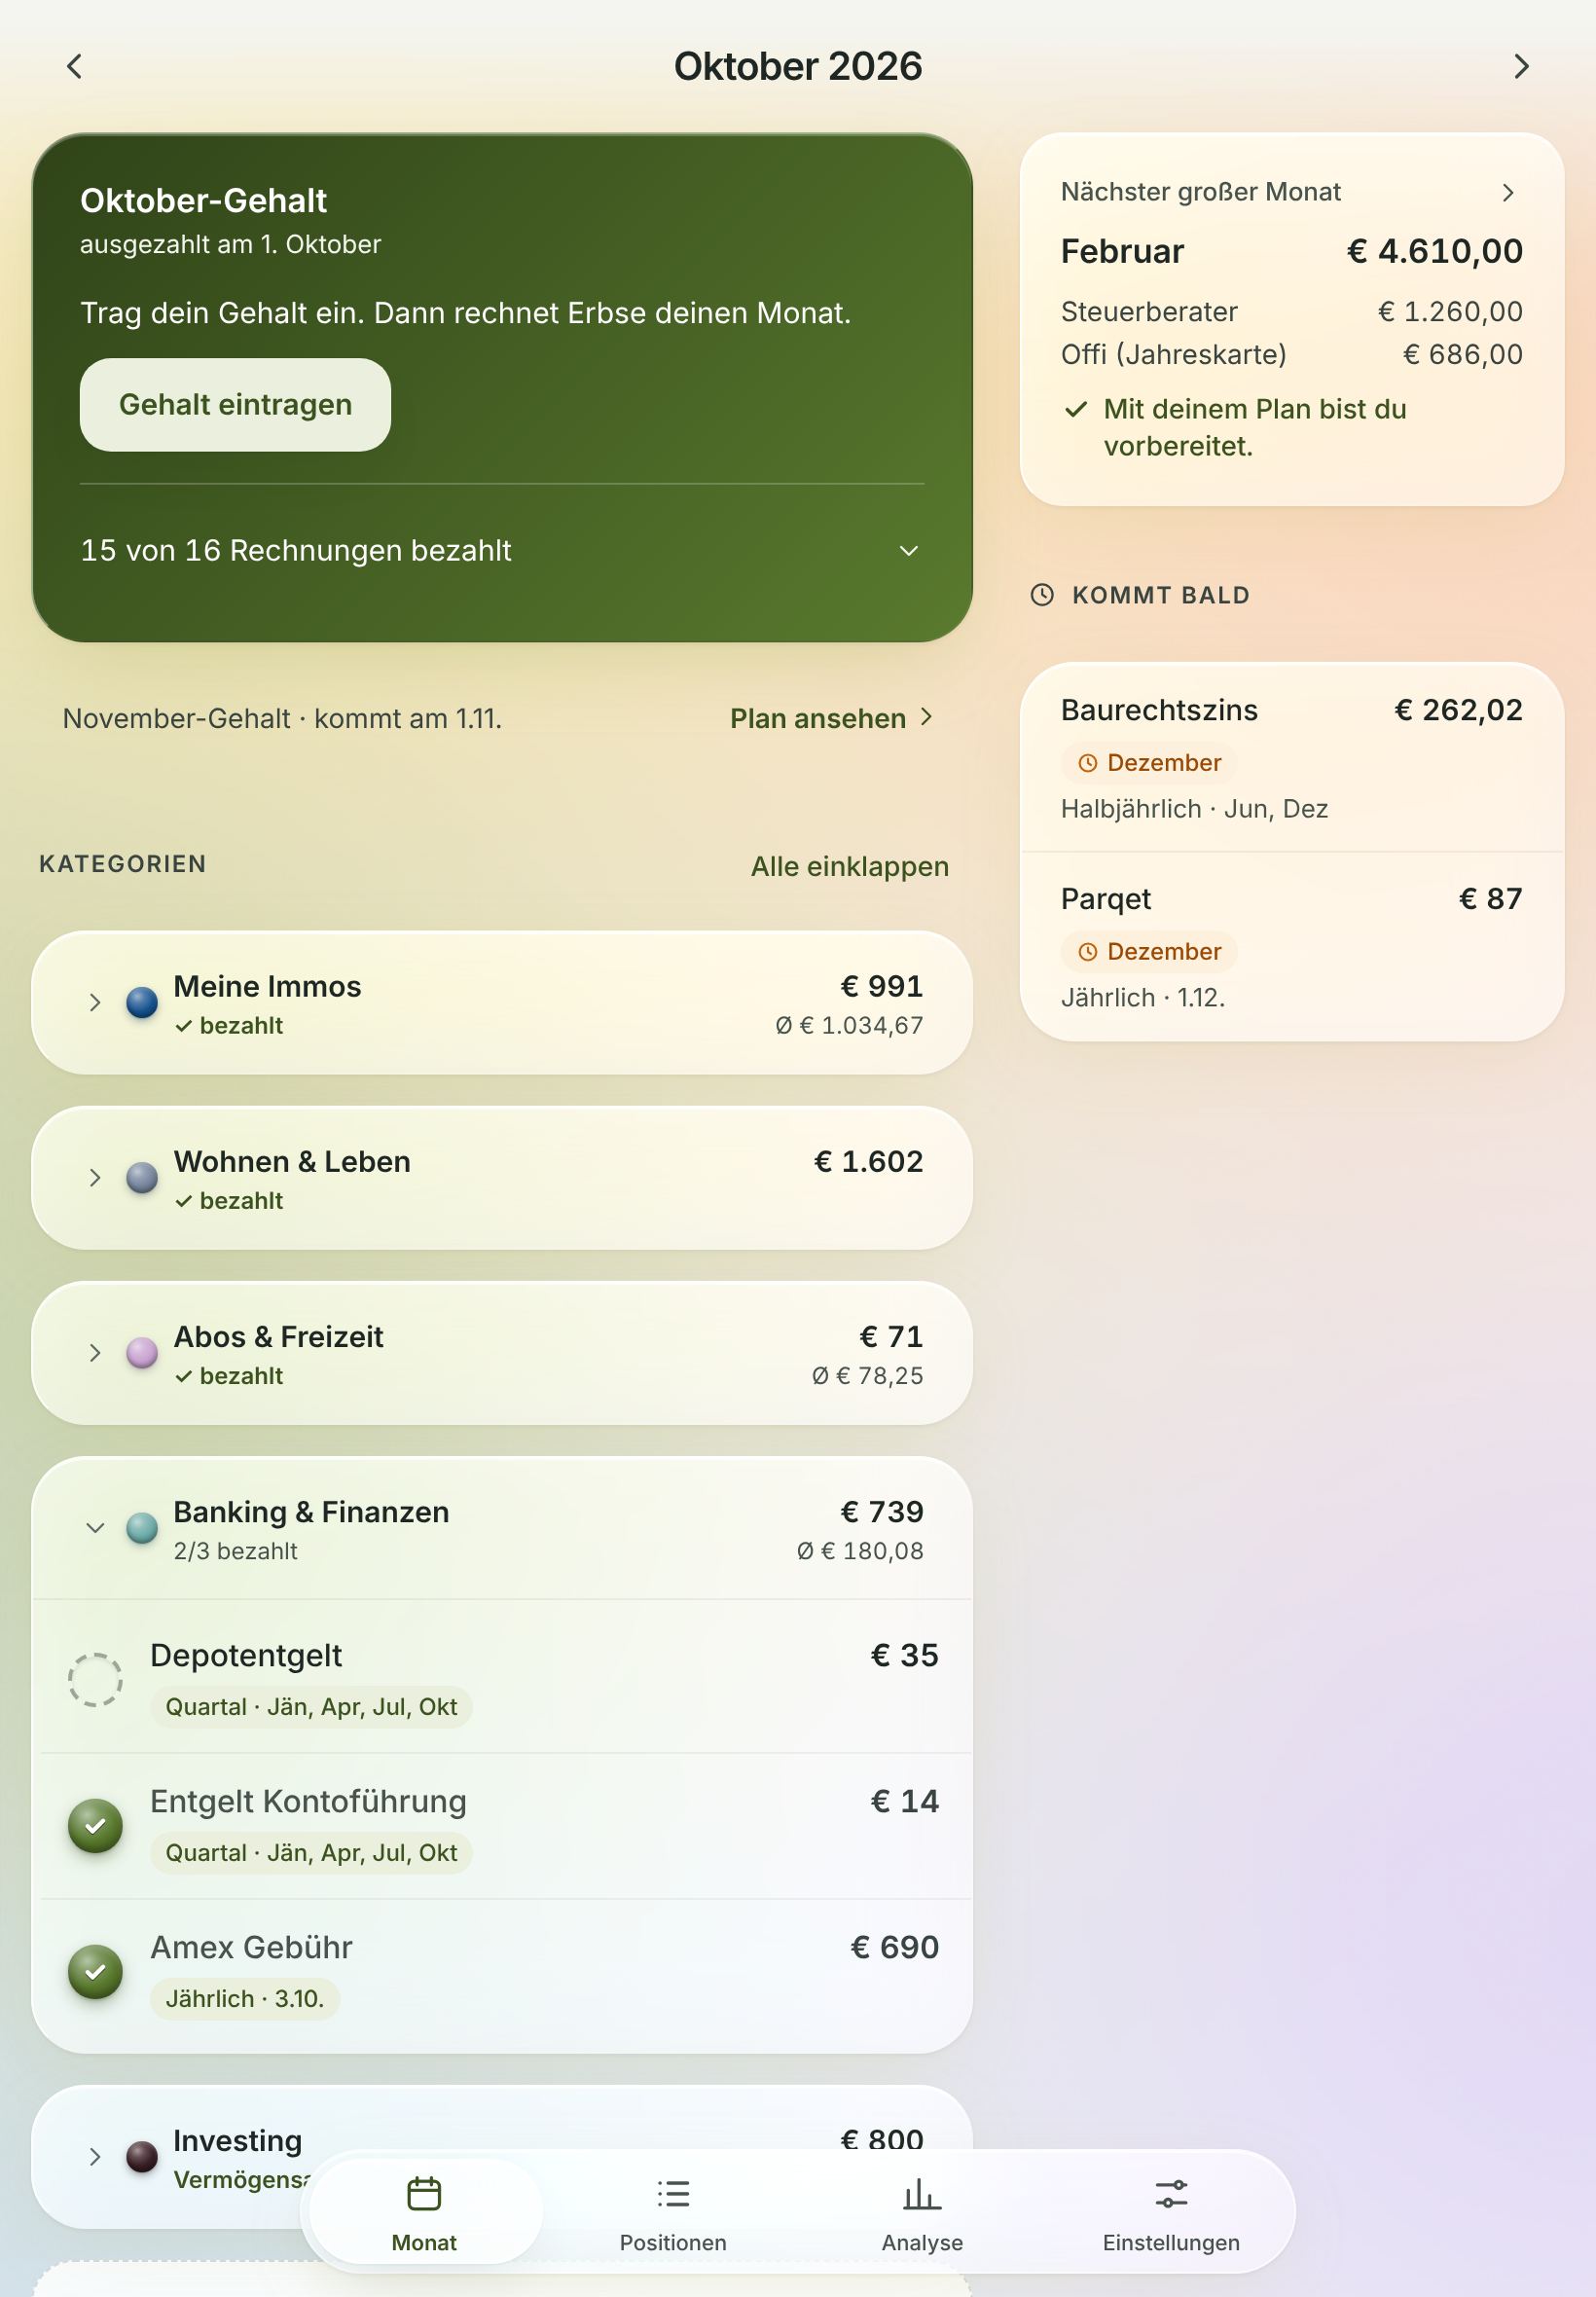 Oktober 2026
Oktober-Gehalt
ausgezahlt am 1. Oktober
Trag dein Gehalt ein. Dann rechnet Erbse deinen Monat.
Gehalt eintragen
15 von 16 Rechnungen bezahlt
November-Gehalt · kommt am 1.11.
Plan ansehen
KATEGORIEN
Alle einklappen
Meine Immos € 991
bezahlt Ø € 1.034,67
Wohnen & Leben € 1.602
bezahlt
Abos & Freizeit € 71
bezahlt Ø € 78,25
Banking & Finanzen € 739
2/3 bezahlt Ø € 180,08
Depotentgelt € 35
Quartal · Jän, Apr, Jul, Okt
Entgelt Kontoführung € 14
Quartal · Jän, Apr, Jul, Okt
Amex Gebühr € 690
Jährlich · 3.10.
Investing € 800
Nächster großer Monat
Februar € 4.610,00
Steuerberater € 1.260,00
Offi (Jahreskarte) € 686,00
Mit deinem Plan bist du
vorbereitet.
KOMMT BALD
Baurechtszins € 262,02
Dezember
Halbjährlich · Jun, Dez
Parqet € 87
Dezember
Jährlich · 1.12.
Monat
Positionen
Analyse
Einstellungen